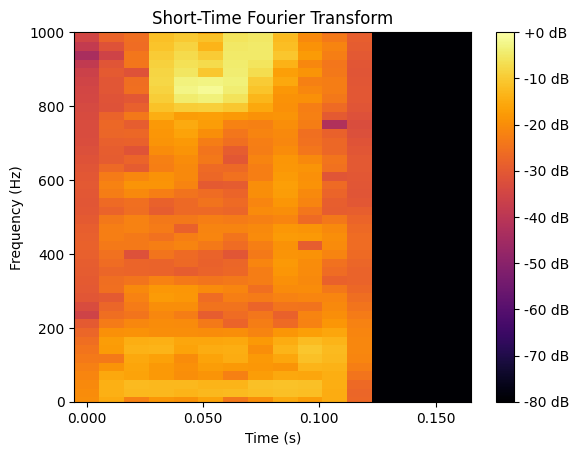 Short-Time Fourier Transform
1000
800
600
400
200
0
Frequency (Hz)
0.000
0.050
0.100
0.150
Time (s)
+0 dB
-10 dB
-20 dB
-30 dB
-40 dB
-50 dB
-60 dB
-70 dB
-80 dB